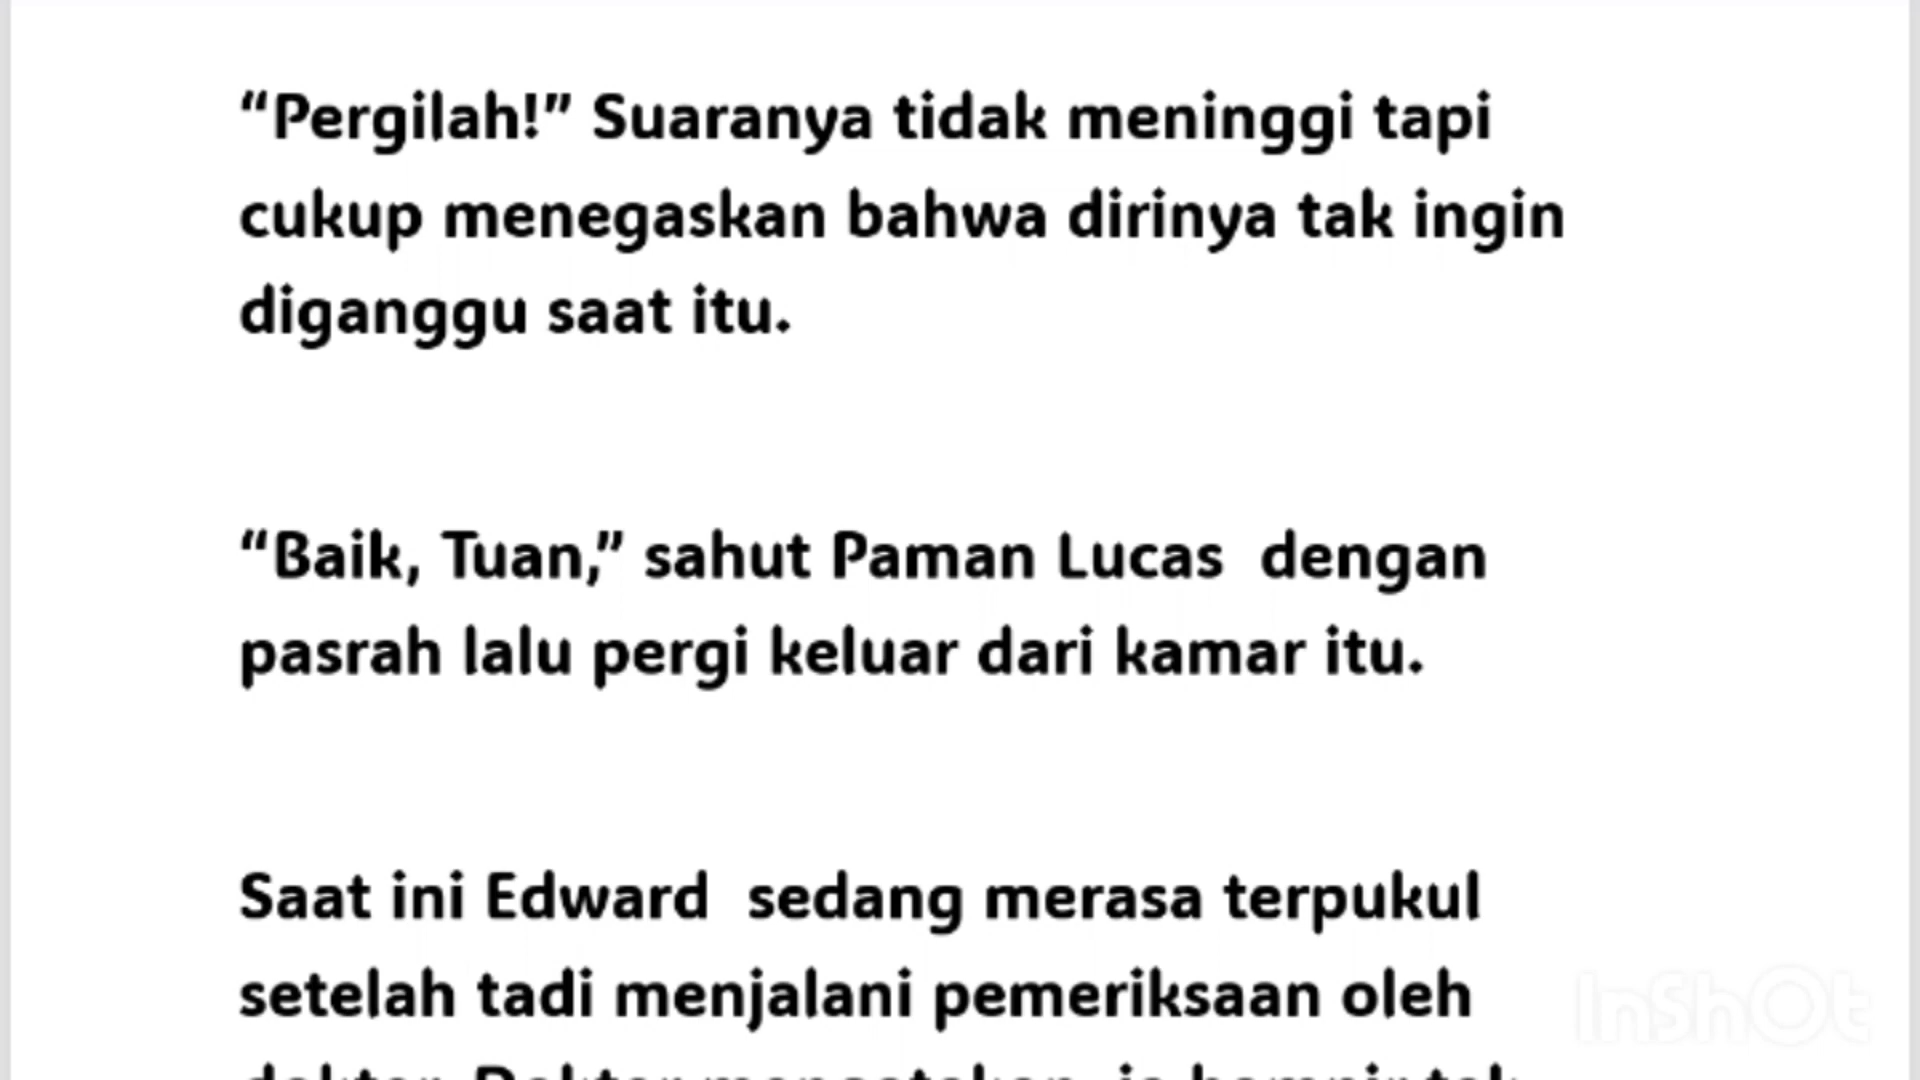 “Pergilah!” Suaranya tidak meninggi tapi
cukup menegaskan bahwa dirinya tak ingin
diganggu saat itu.
“Baik, Tuan,” sahut Paman Lucas  dengan
pasrah lalu pergi keluar dari kamar itu.
Saat ini Edward  sedang merasa terpukul
setelah tadi menjalani pemeriksaan oleh
InShOt